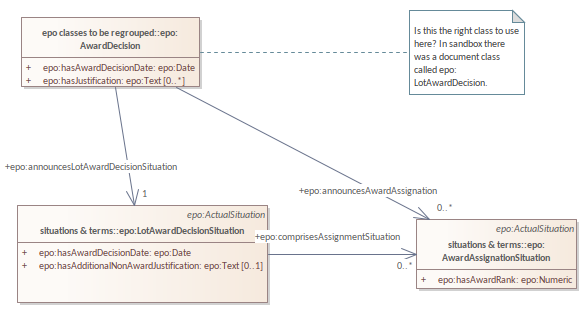 epo classes to be regrouped::epo:
AwardDecision
+ epo:hasAwardDecisionDate: epo:Date
+ epo:hasJustification: epo:Text [0..*]
Is this the right class to use
here? In sandbox there
was a document class
called epo:
LotAwardDecision.
+epo:announcesLotAwardDecisionSituation
1
+epo:announcesAwardAssignation
0..*
epo:ActualSituation
situations & terms::epo:LotAwardDecisionSituation
+ epo:hasAwardDecisionDate: epo:Date
+ epo:hasAdditionalNonAwardJustification: epo:Text [0..1]
+epo:comprisesAssignmentSituation
0..*
epo:ActualSituation
situations & terms::epo:
AwardAssignationSituation
+ epo:hasAwardRank: epo:Numeric